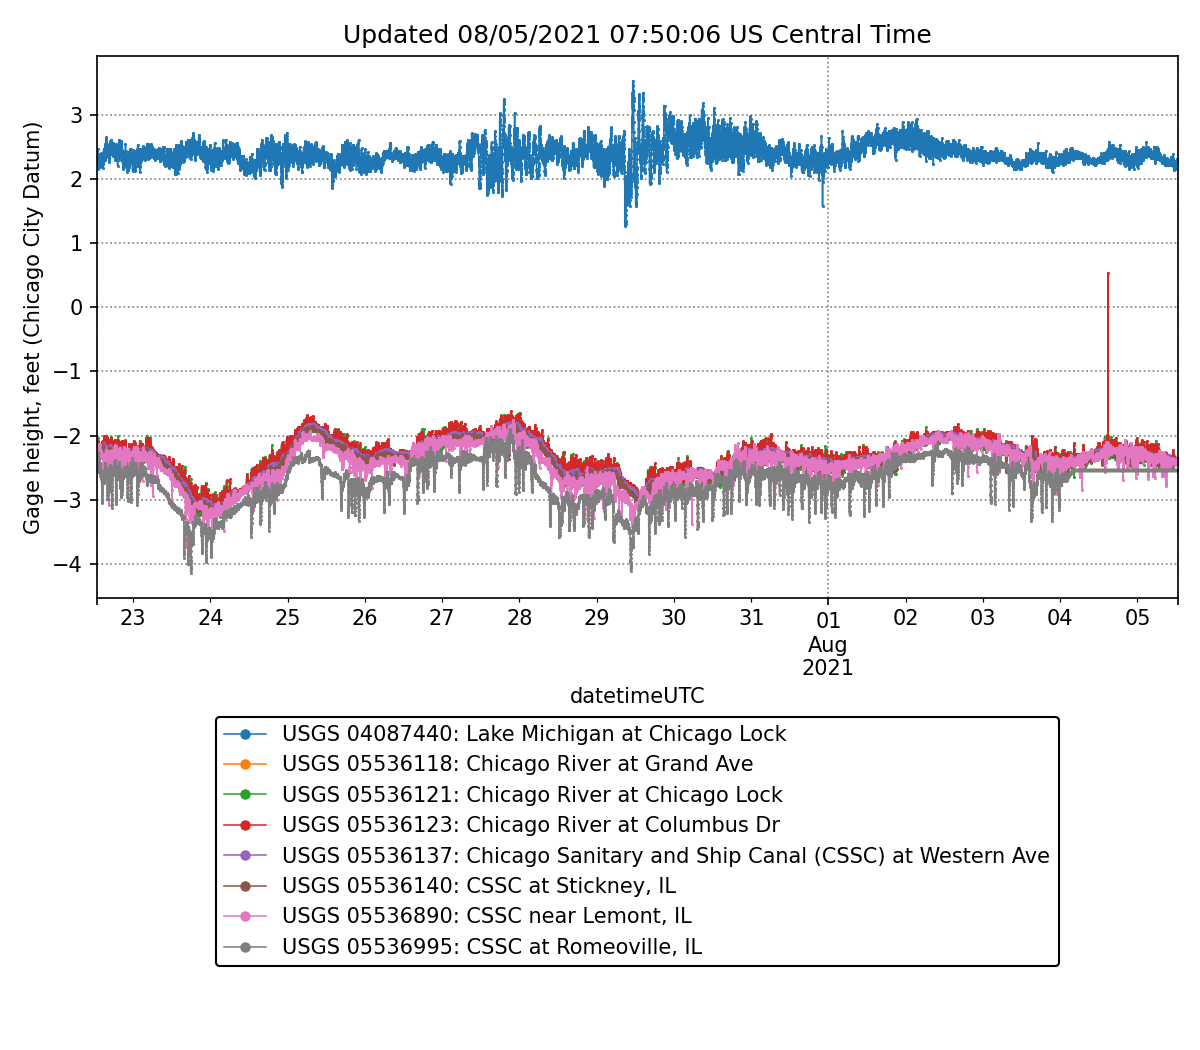 Updated 08/05/2021 07:50:06 US Central Time
Gage height, feet (Chicago City Datum)
3
2
1
0
−1
−2
−3
−4
23 24 25 26 27 28 29 30 31 01 02 03 04 05
Aug
2021
datetimeUTC
USGS 04087440: Lake Michigan at Chicago Lock
USGS 05536118: Chicago River at Grand Ave
USGS 05536121: Chicago River at Chicago Lock
USGS 05536123: Chicago River at Columbus Dr
USGS 05536137: Chicago Sanitary and Ship Canal (CSSC) at Western Ave
USGS 05536140: CSSC at Stickney, IL
USGS 05536890: CSSC near Lemont, IL
USGS 05536995: CSSC at Romeoville, IL